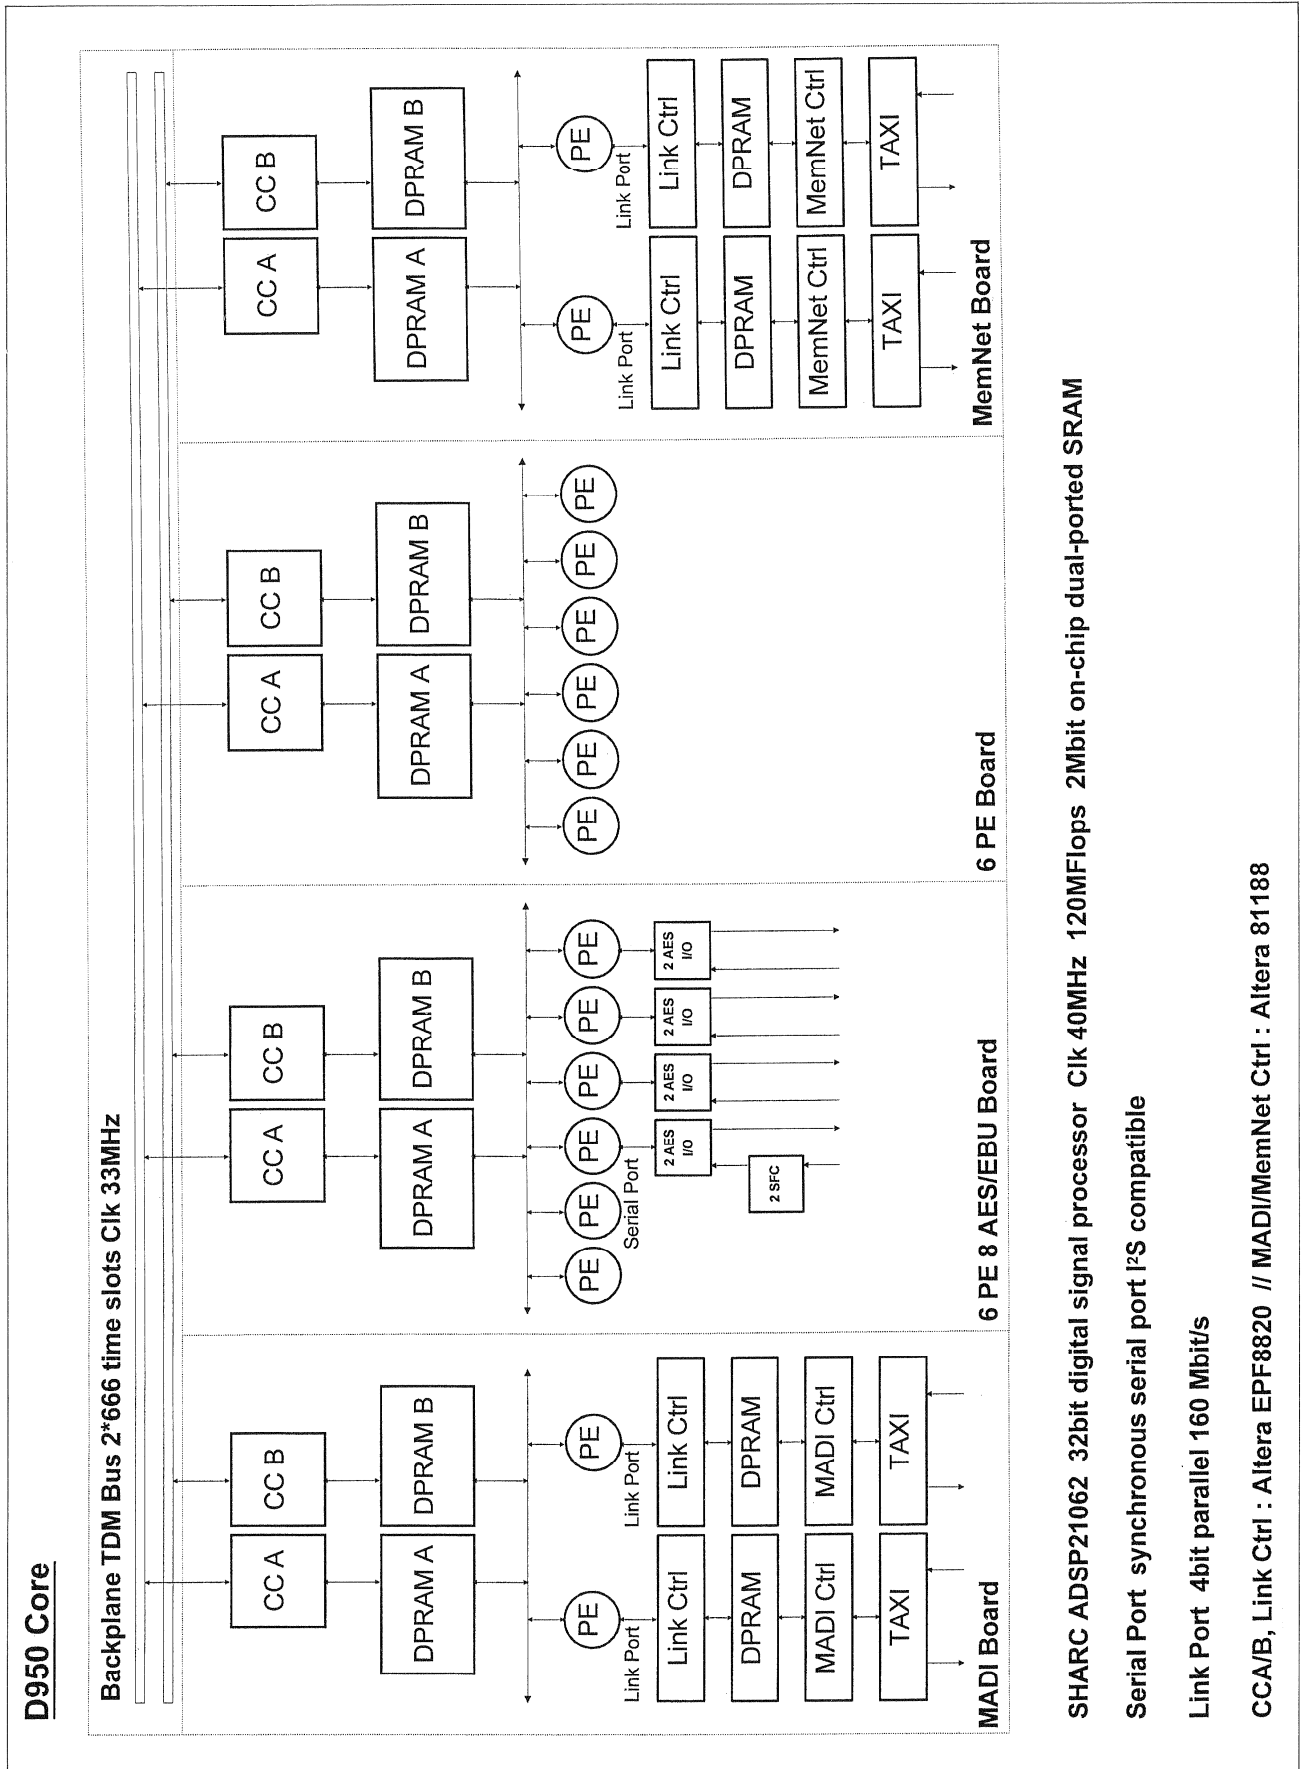 D950 Core
Backplane TDM Bus 2*666 time slots Clk 33MHz
CC A
CC B
DPRAM A
DPRAM B
PE
PE
Link Port
Link Port
Link Ctrl
Link Ctrl
DPRAM
DPRAM
MADI Ctrl
MADI Ctrl
TAXI
TAXI
MADI Board
CC A
CC B
DPRAM A
DPRAM B
PE
PE
PE
PE
PE
PE
Serial Port
2 AES
I/O
2 AES
I/O
2 AES
I/O
2 AES
I/O
2 SFC
6 PE 8 AES/EBU Board
CC A
CC B
DPRAM A
DPRAM B
PE
PE
PE
PE
PE
PE
6 PE Board
CC A
CC B
DPRAM A
DPRAM B
PE
PE
Link Port
Link Port
Link Ctrl
Link Ctrl
DPRAM
DPRAM
MemNet Ctrl
MemNet Ctrl
TAXI
TAXI
MemNet Board
SHARC ADSP21062 32bit digital signal processor Clk 40MHz 120MFlops 2Mbit on-chip dual-ported SRAM
Serial Port synchronous serial port I²S compatible
Link Port 4bit parallel 160 Mbit/s
CCA/B, Link Ctrl : Altera EPF8820 // MADI/MemNet Ctrl : Altera 81188